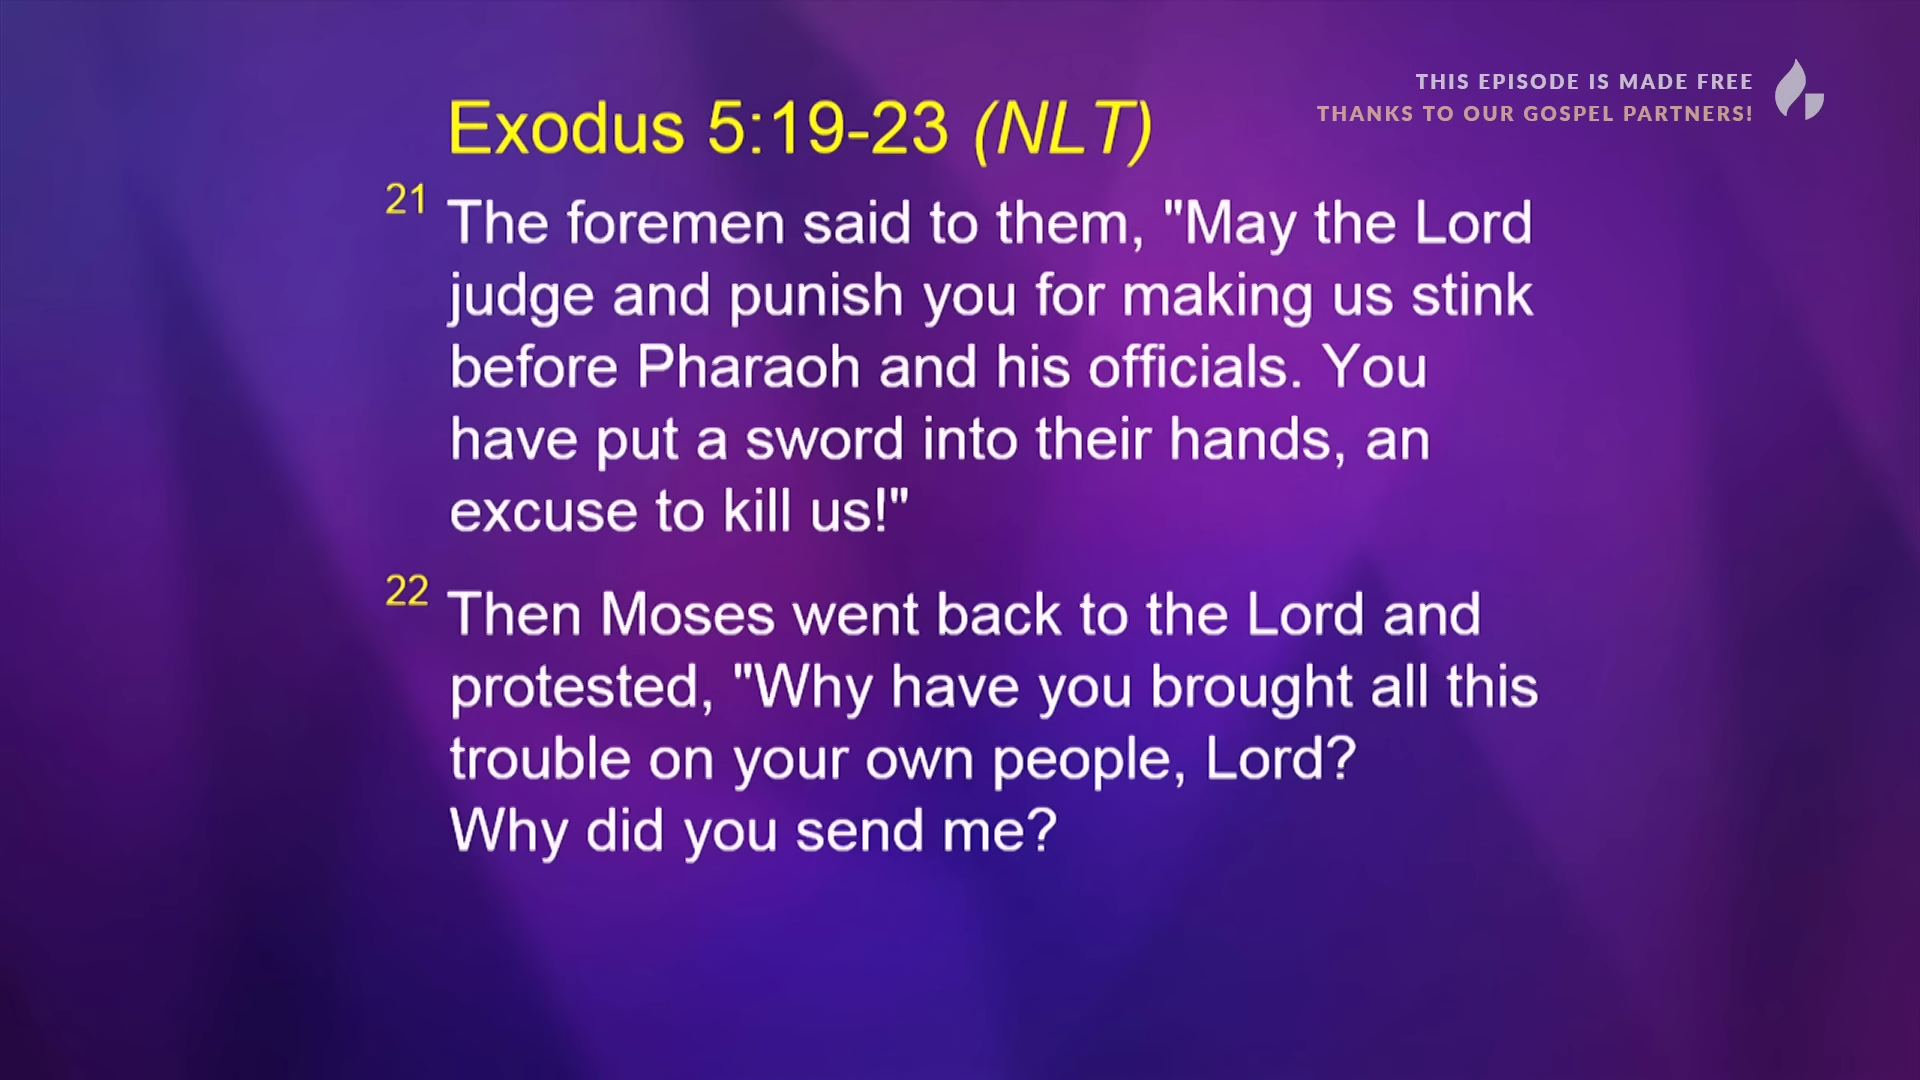 THIS EPISODE IS MADE FREE
THANKS TO OUR GOSPEL PARTNERS!
Exodus 5:19-23 (NLT)
21 The foremen said to them, "May the Lord
judge and punish you for making us stink
before Pharaoh and his officials. You
have put a sword into their hands, an
excuse to kill us!"
22 Then Moses went back to the Lord and
protested, "Why have you brought all this
trouble on your own people, Lord?
Why did you send me?